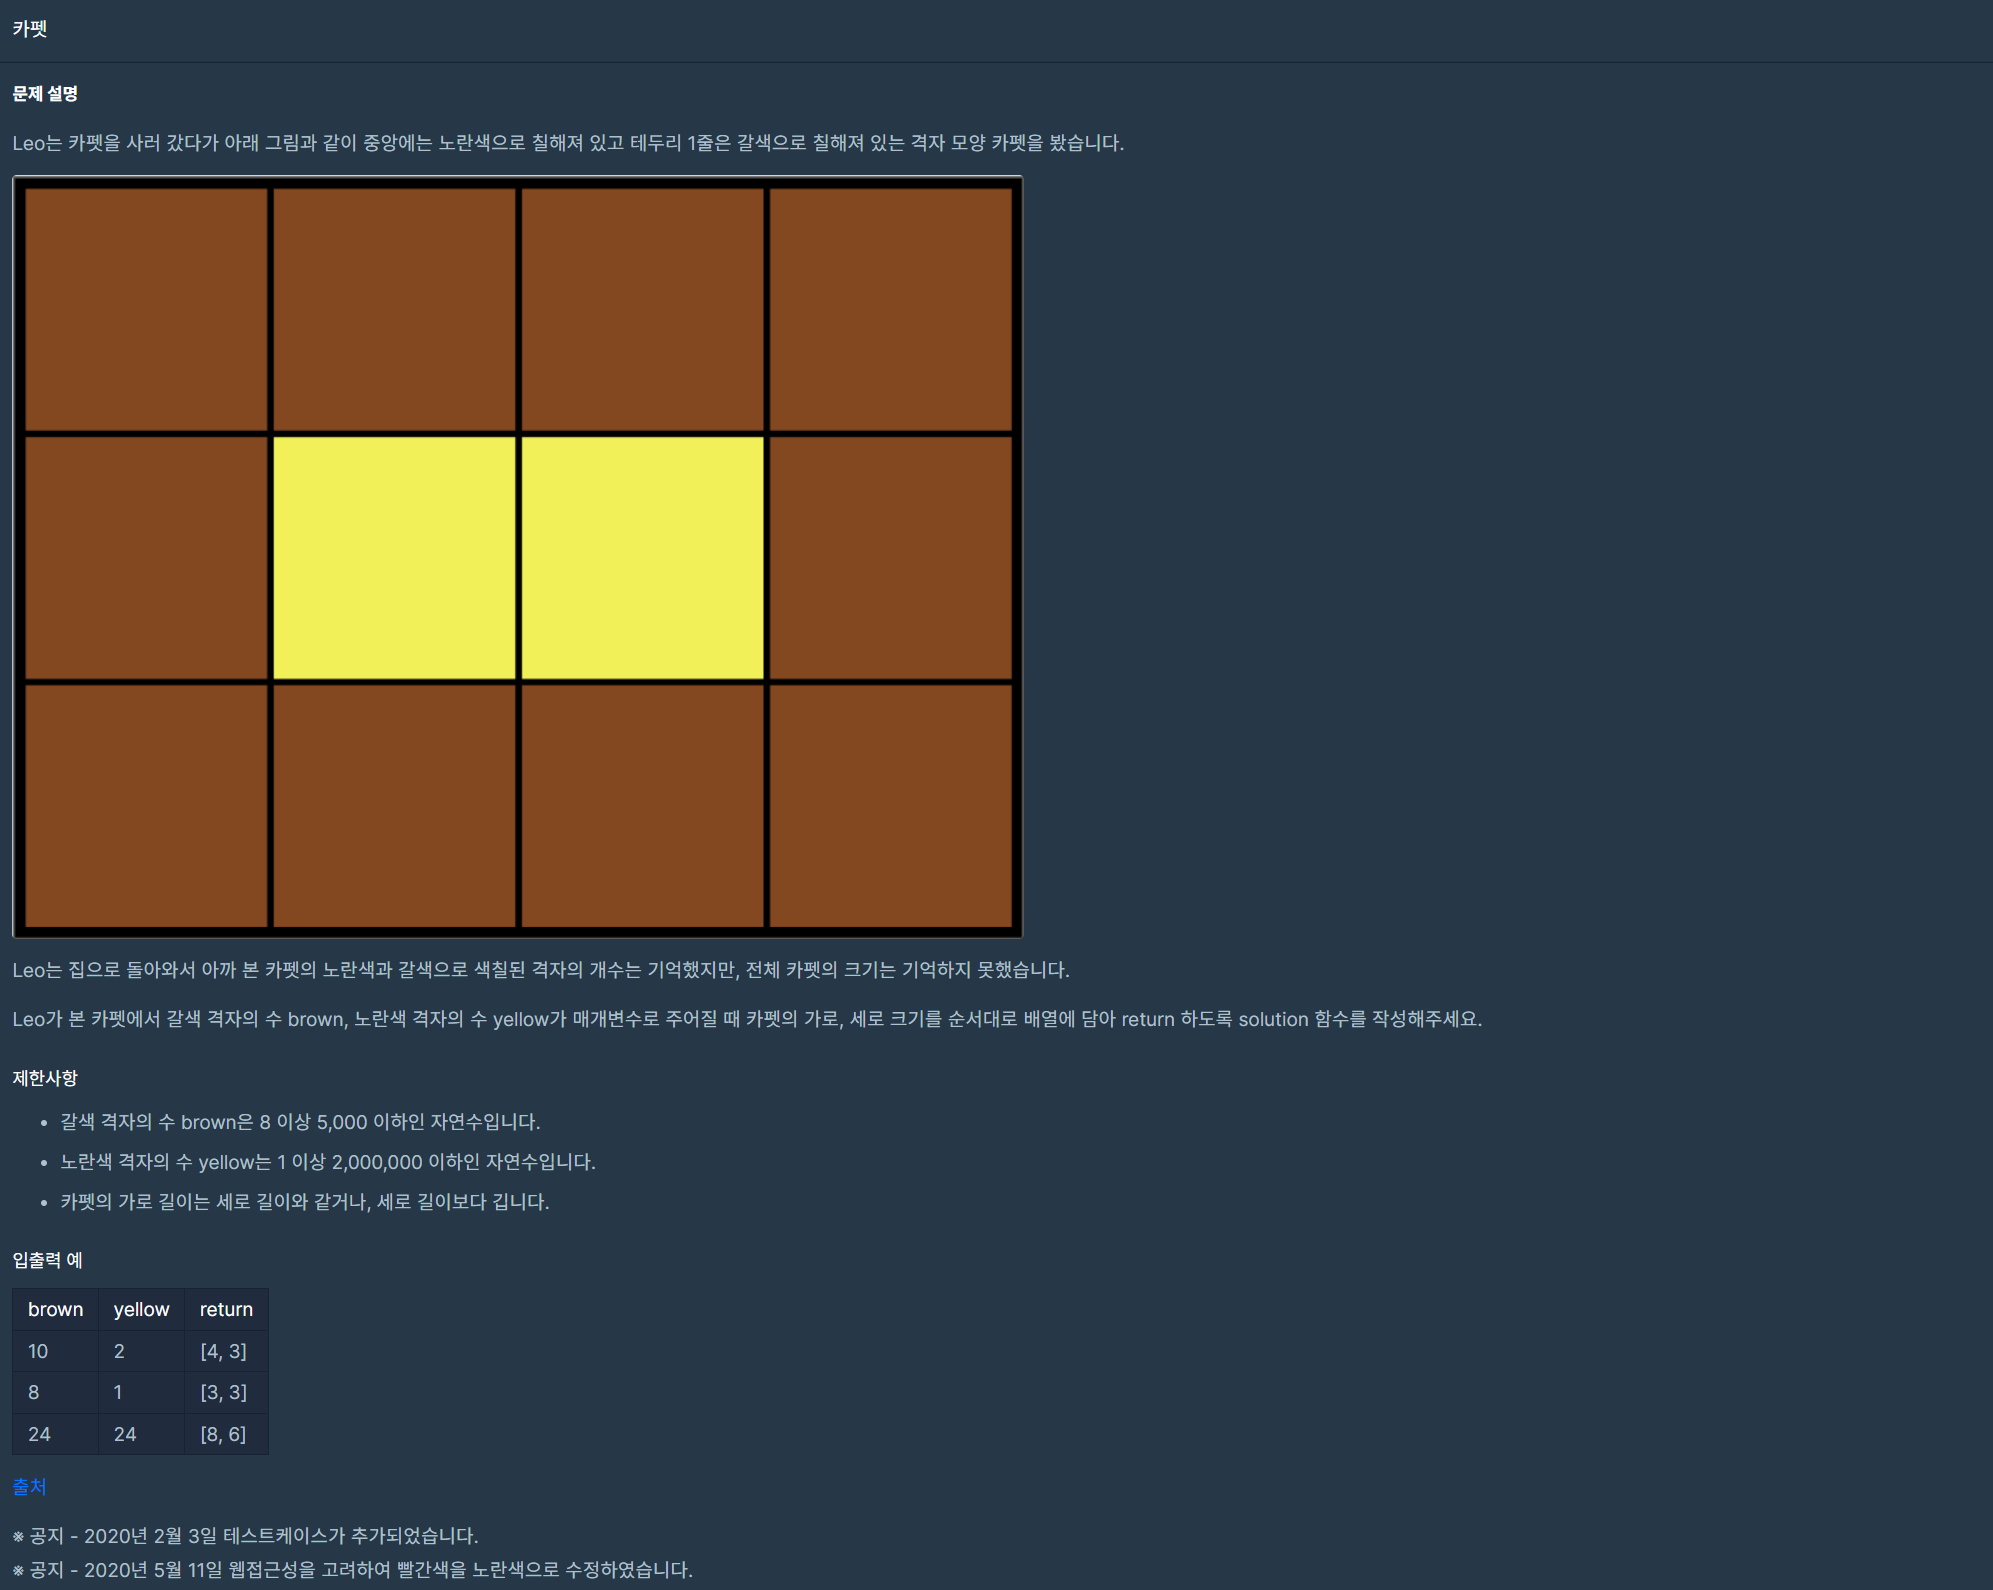 카펫
문제 설명
Leo는 카펫을 사러 갔다가 아래 그림과 같이 중앙에는 노란색으로 칠해져 있고 테두리 1줄은 갈색으로 칠해져 있는 격자 모양 카펫을 봤습니다.
Leo는 집으로 돌아와서 아까 본 카펫의 노란색과 갈색으로 색칠된 격자의 개수는 기억했지만, 전체 카펫의 크기는 기억하지 못했습니다.
Leo가 본 카펫에서 갈색 격자의 수 brown, 노란색 격자의 수 yellow가 매개변수로 주어질 때 카펫의 가로, 세로 크기를 순서대로 배열에 담아 return 하도록 solution 함수를 작성해주세요.
제한사항
• 갈색 격자의 수 brown은 8 이상 5,000 이하인 자연수입니다.
• 노란색 격자의 수 yellow는 1 이상 2,000,000 이하인 자연수입니다.
• 카펫의 가로 길이는 세로 길이와 같거나, 세로 길이보다 깁니다.
입출력 예
brown yellow return
10 2 [4, 3]
8 1 [3, 3]
24 24 [8, 6]
출처
※ 공지 - 2020년 2월 3일 테스트케이스가 추가되었습니다.
※ 공지 - 2020년 5월 11일 웹접근성을 고려하여 빨간색을 노란색으로 수정하였습니다.